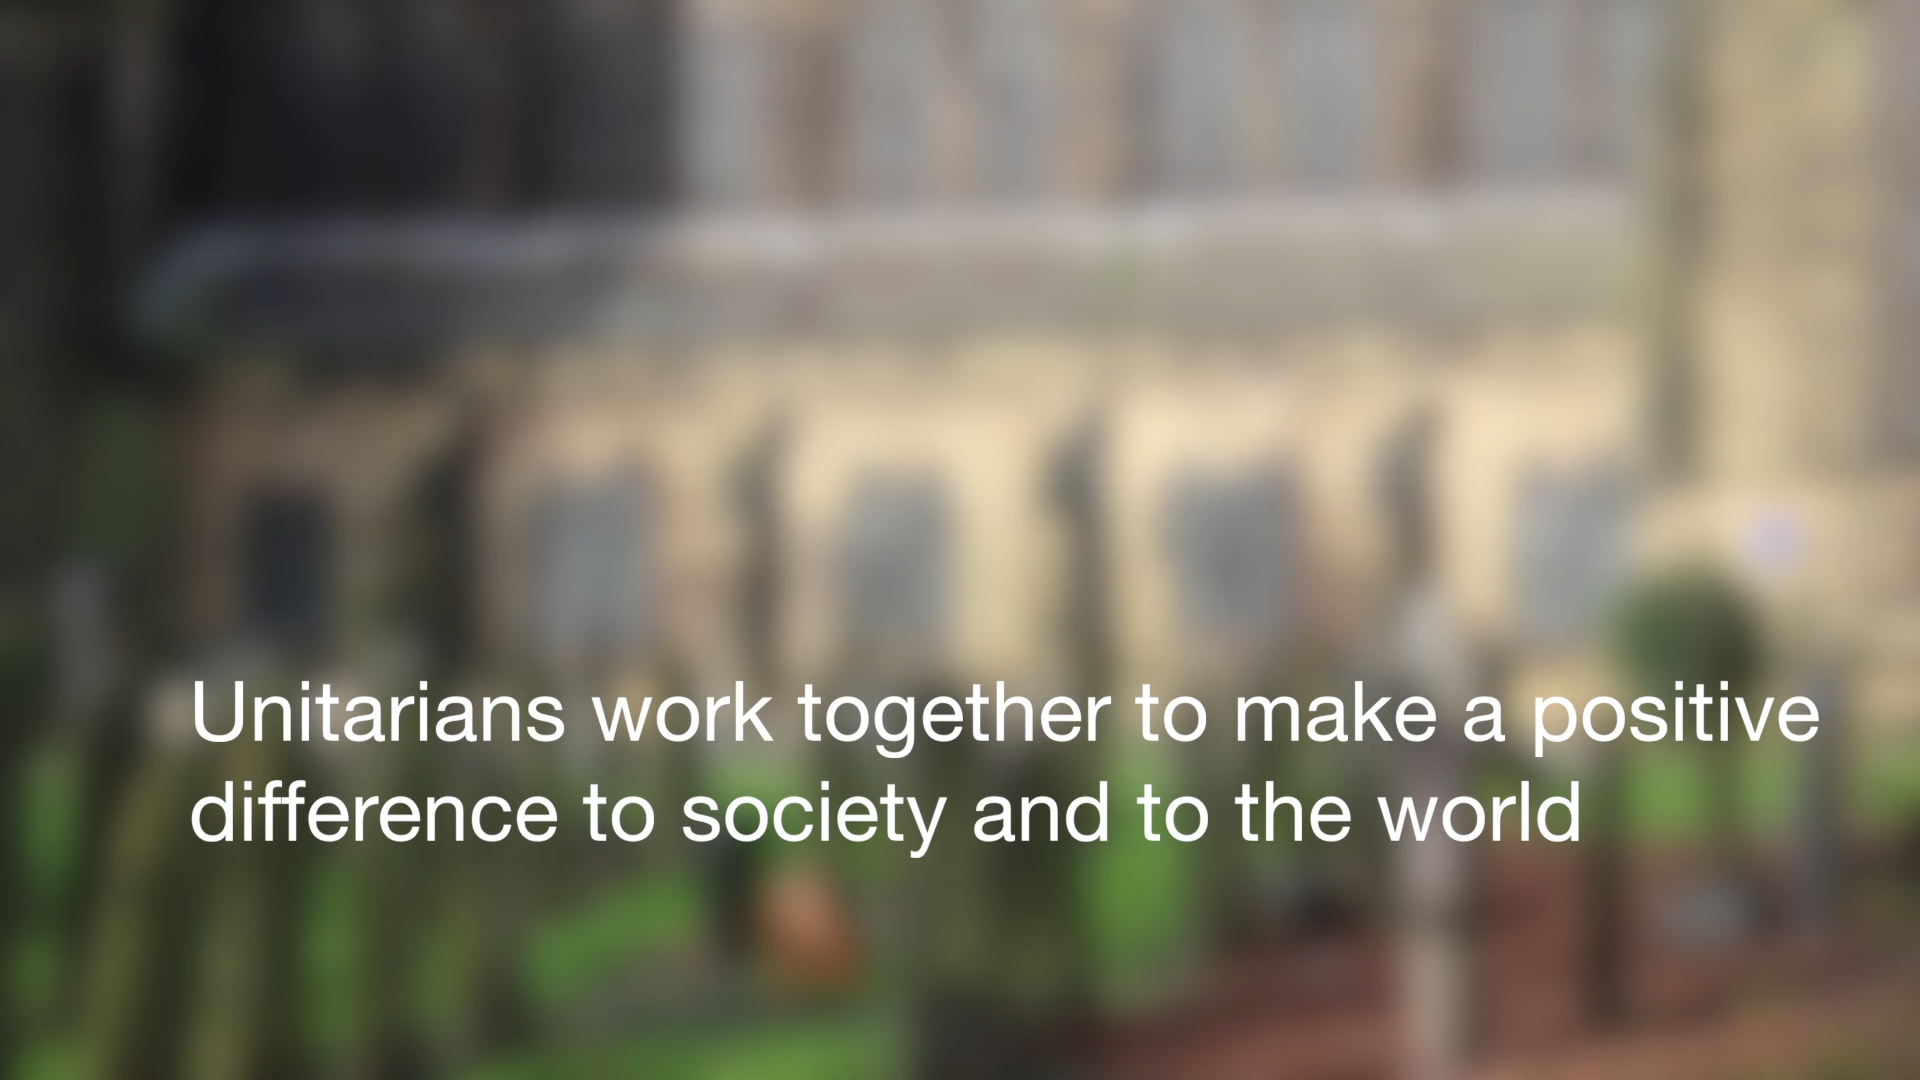 Unitarians work together to make a positive
difference to society and to the world